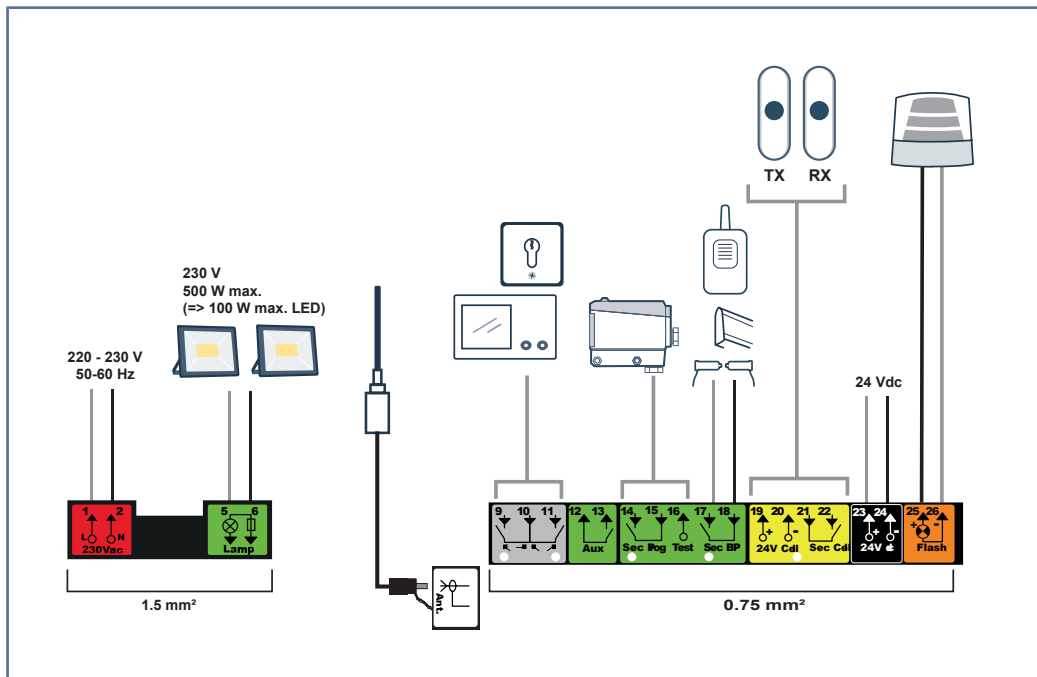 TX RX
230 V
500 W max.
(=> 100 W max. LED)
220 - 230 V
50-60 Hz
24 Vdc
1 2
L N
230Vac
5 6
Lamp
1.5 mm²
Ant.
9 10 11 12 13 14 15 16 17 18 19 20 21 22 23 24 25 26
+ - + - + -
Aux Sec Pog Test Sec BP 24V Cdl Sec Cdl 24V dc Flash
0.75 mm²